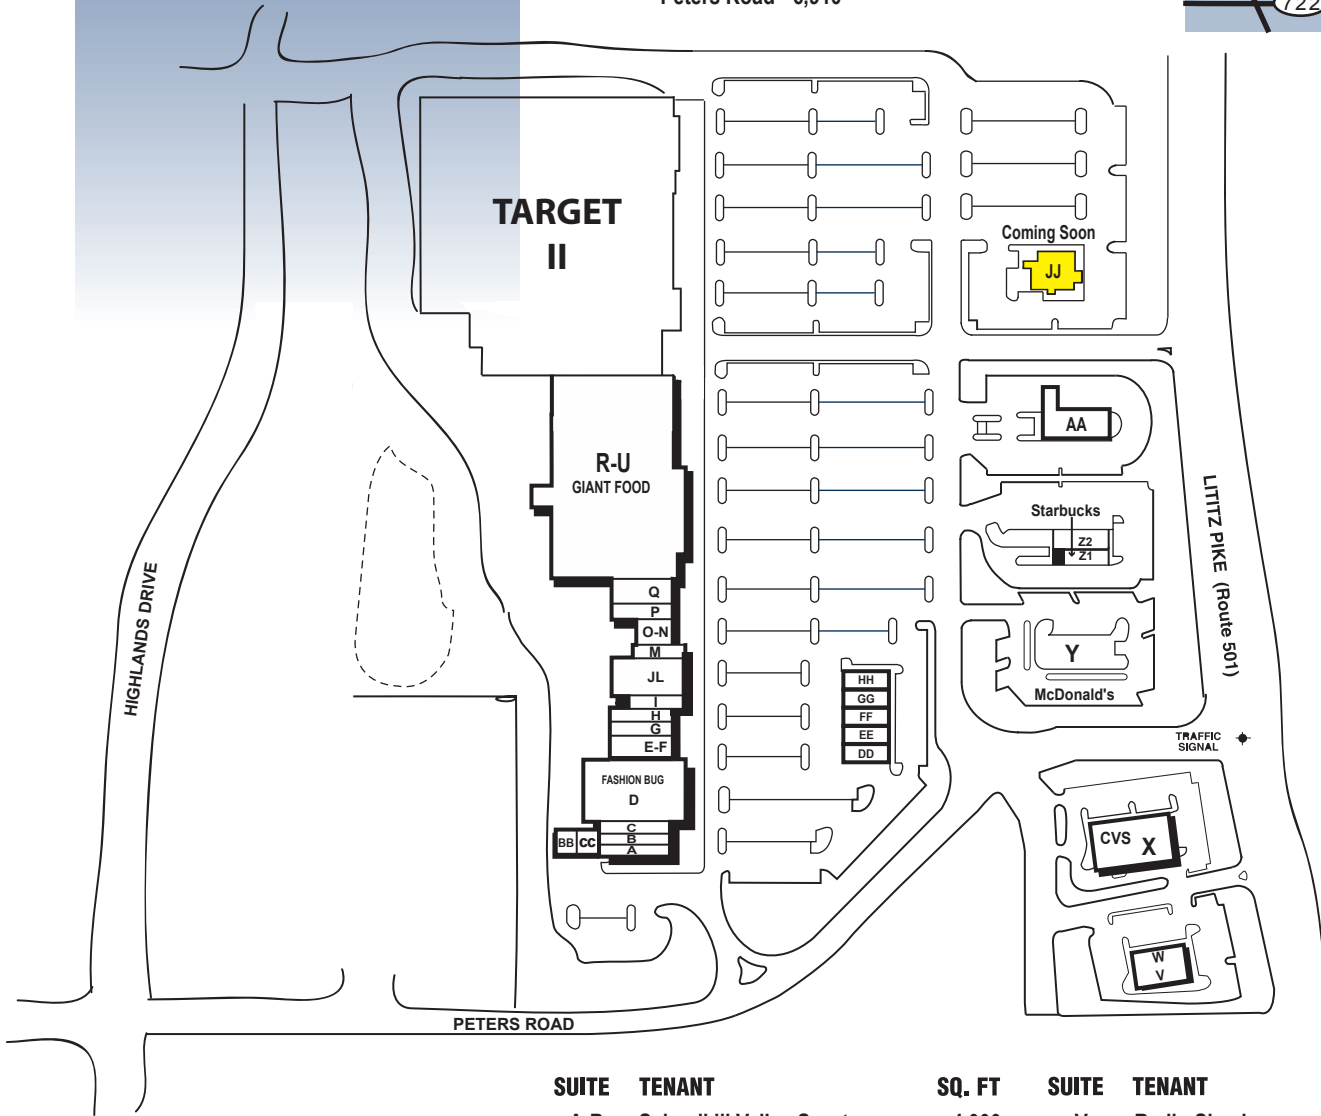 722
TARGET
II
Coming Soon
JJ
AA
R-U
GIANT FOOD
Starbucks
Z2
Z1
LITITZ PIKE (Route 501)
HIGHLANDS DRIVE
Q
P
O-N
M
JL
I
H
G
E-F
Y
McDonald's
HH
GG
FF
EE
DD
TRAFFIC
SIGNAL
FASHION BUG
D
C
B
A
BB CC
CVS X
W
V
PETERS ROAD
SUITE TENANT SQ. FT SUITE TENANT